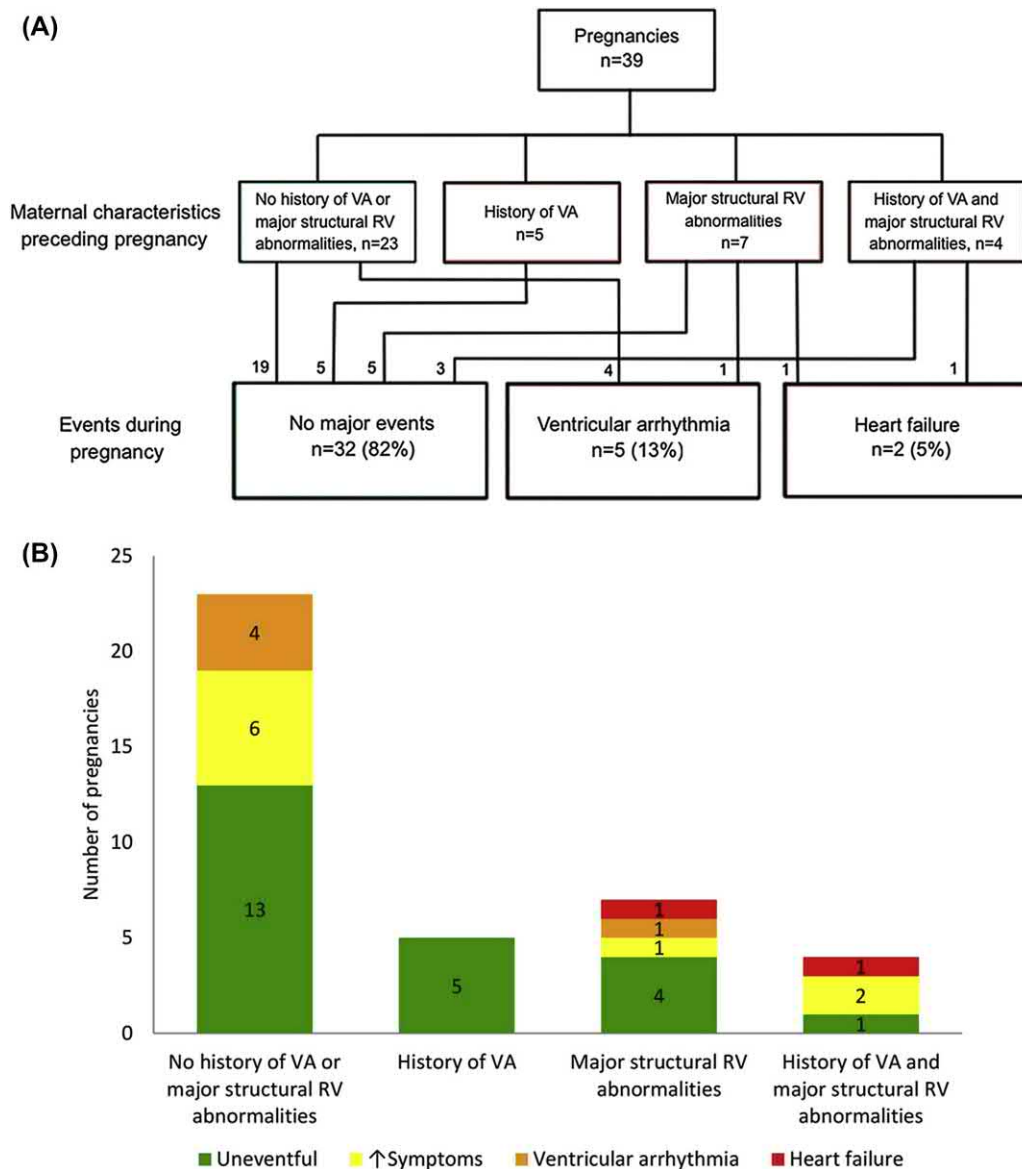 (A)
Pregnancies
n=39
Maternal characteristics
preceding pregnancy
No history of VA or
major structural RV
abnormalities, n=23
History of VA
n=5
Major structural RV
abnormalities
n=7
History of VA and
major structural RV
abnormalities, n=4
19
5
5
3
4
1
1
1
Events during
pregnancy
No major events
n=32 (82%)
Ventricular arrhythmia
n=5 (13%)
Heart failure
n=2 (5%)
(B)
Number of pregnancies
25
20
15
10
5
0
4
6
13
5
1
1
1
4
1
2
1
No history of VA or
major structural RV
abnormalities
History of VA
Major structural RV
abnormalities
History of VA and
major structural RV
abnormalities
Uneventful
↑Symptoms
Ventricular arrhythmia
Heart failure